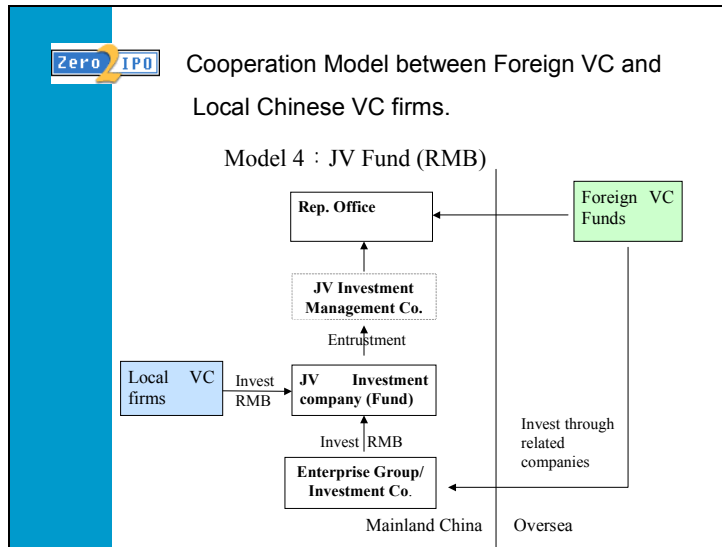 Zero2IPO
Cooperation Model between Foreign VC and
Local Chinese VC firms.
Model 4：JV Fund (RMB)
Rep. Office
Foreign VC
Funds
JV Investment
Management Co.
Entrustment
Local VC
firms
Invest
RMB
JV Investment
company (Fund)
Invest RMB
Invest through
related
companies
Enterprise Group/
Investment Co.
Mainland China
Oversea